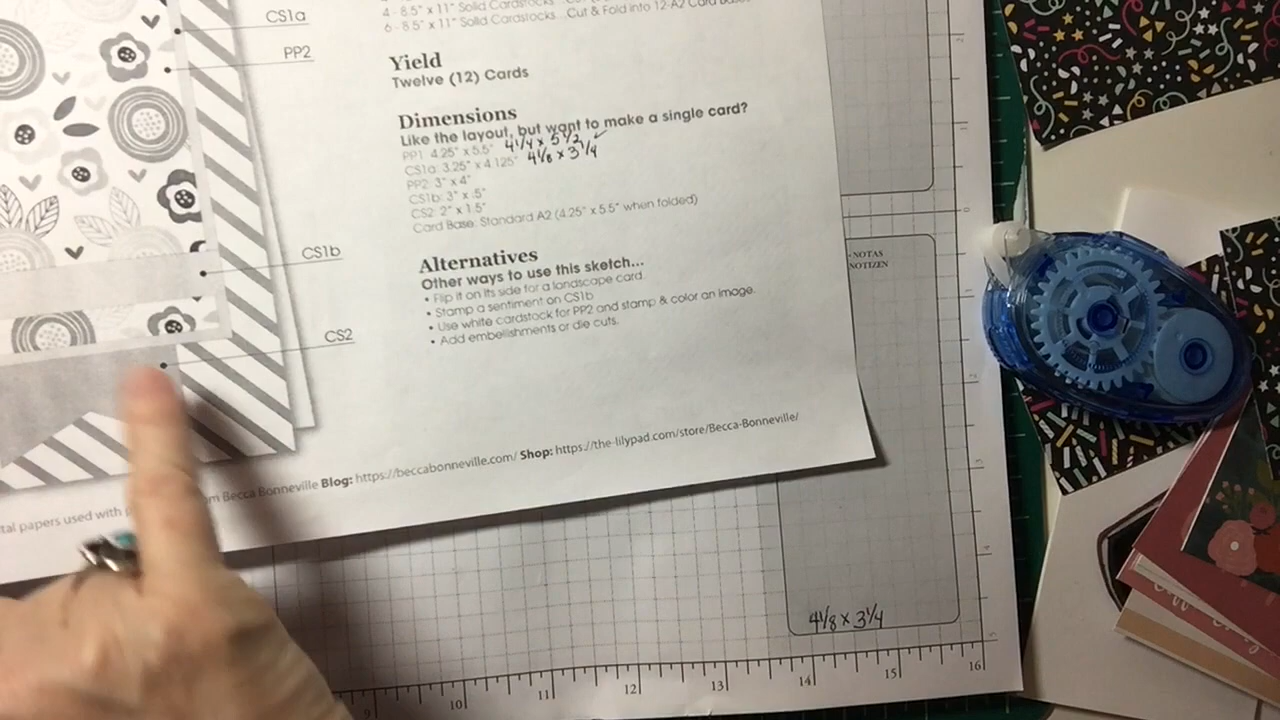 CS1a
PP2
CS1b
CS2
4 - 8.5" x 11" Solid Cardstocks
6 - 8.5" x 11" Solid Cardstocks...Cut & Fold into 12 A2 Card
Yield
Twelve (12) Cards
Dimensions
Like the layout, but want to make a single card?
PP1: 4.25" x 5.5" 4 1/4 x 5 1/2 ✓
CS1a: 3.25" x 4.125" 4 1/8 x 3 1/4
PP2: 3" x 4"
CS1b: 3" x .5"
CS2: 2" x 1.5"
Card Base: Standard A2 (4.25" x 5.5" when folded)
Alternatives
Other ways to use this sketch...
• Flip it on its side for a landscape card.
• Stamp a sentiment on CS1b
• Use white cardstock for PP2 and stamp & color an image.
• Add embellishments or die cuts.
tal papers used with
m Becca Bonneville Blog: https://beccabonneville.com/ Shop: https://the-lilypad.com/store/Becca-Bonneville/
• NOTAS
NOTIZEN
4 1/8 x 3 1/4
9 10 11 12 13 14 15 16